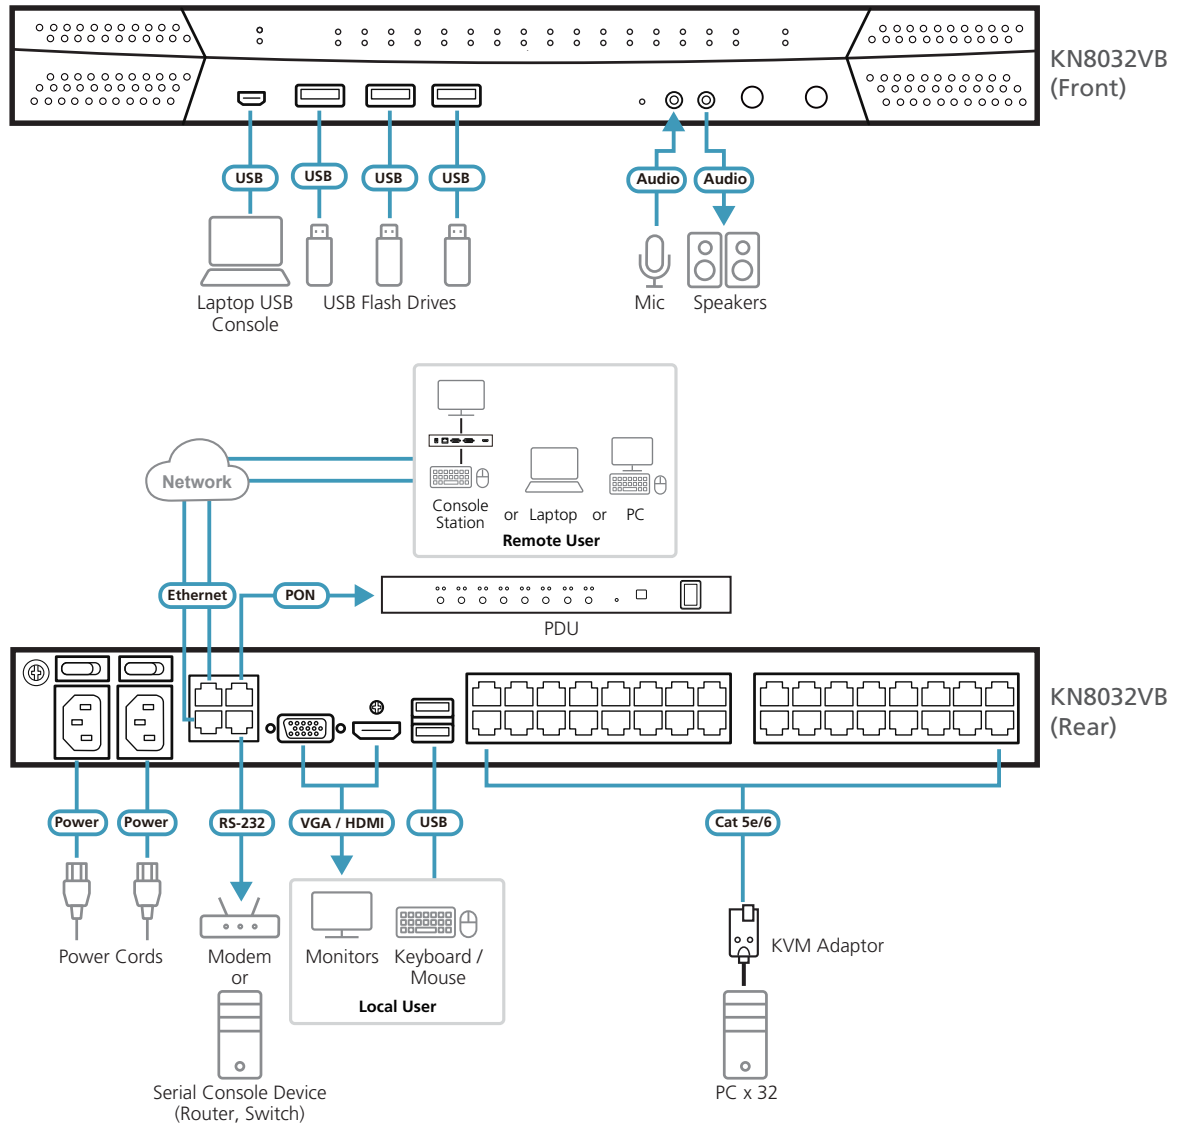 KN8032VB
(Front)
USB
USB
USB
USB
Audio
Audio
Laptop USB
Console
USB Flash Drives
Mic
Speakers
Network
Console
Station
or
Laptop
or
PC
Remote User
Ethernet
PON
PDU
KN8032VB
(Rear)
Power
Power
RS-232
VGA / HDMI
USB
Cat 5e/6
Power Cords
Modem
or
Monitors
Keyboard /
Mouse
Local User
KVM Adaptor
Serial Console Device
(Router, Switch)
PC x 32